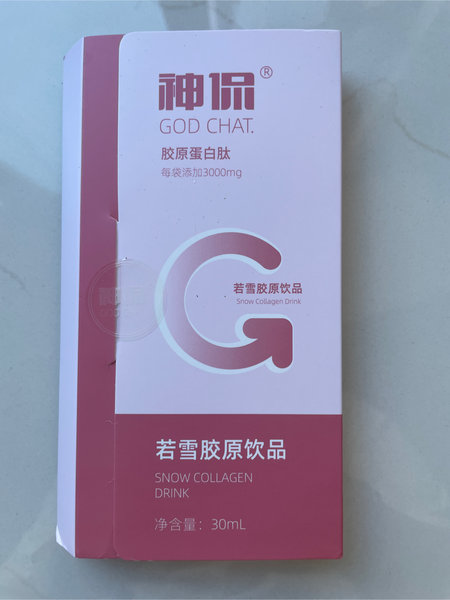 神保®
GOD CHAT.
胶原蛋白肽
每袋添加3000mg
若雪胶原饮品
Snow Collagen Drink
若雪胶原饮品
SNOW COLLAGEN
DRINK
净含量：30mL